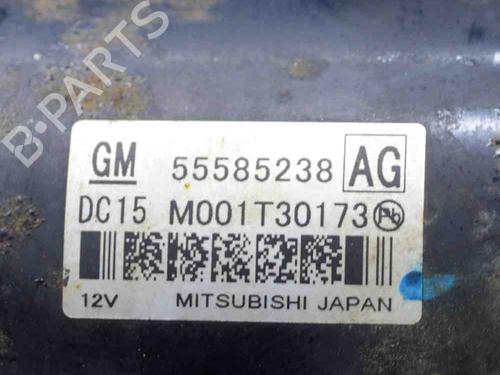 B-PARTS
GM 55585238 AG
DC15 M001T30173 Pb
12V MITSUBISHI JAPAN